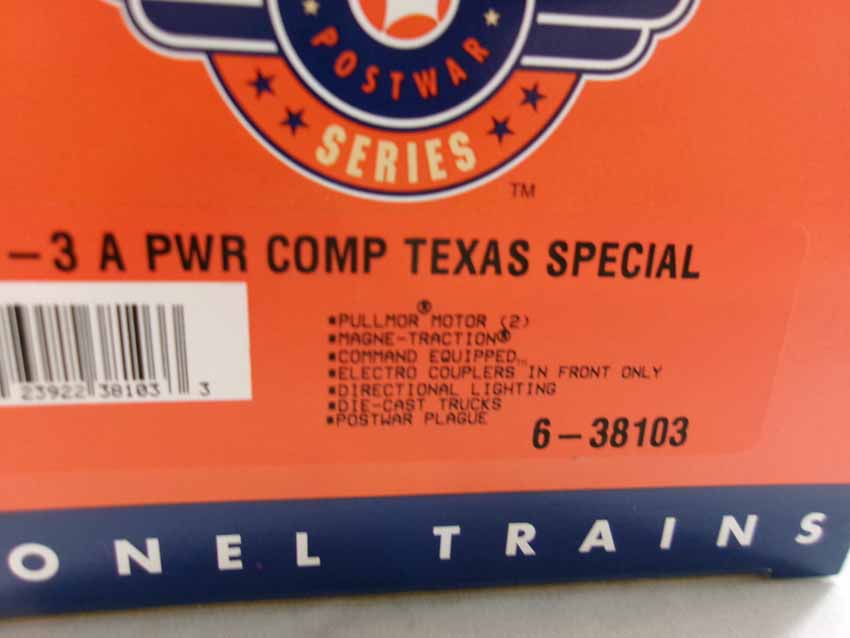 POSTWAR
SERIES
TM
-3 A PWR COMP TEXAS SPECIAL
*PULLMOR® MOTOR (2)
*MAGNE-TRACTION®
*COMMAND EQUIPPED™
*ELECTRO COUPLERS IN FRONT ONLY
*DIRECTIONAL LIGHTING
*DIE-CAST TRUCKS
*POSTWAR PLAGUE
23922 38103 3
6-38103
ONEL TRAINS